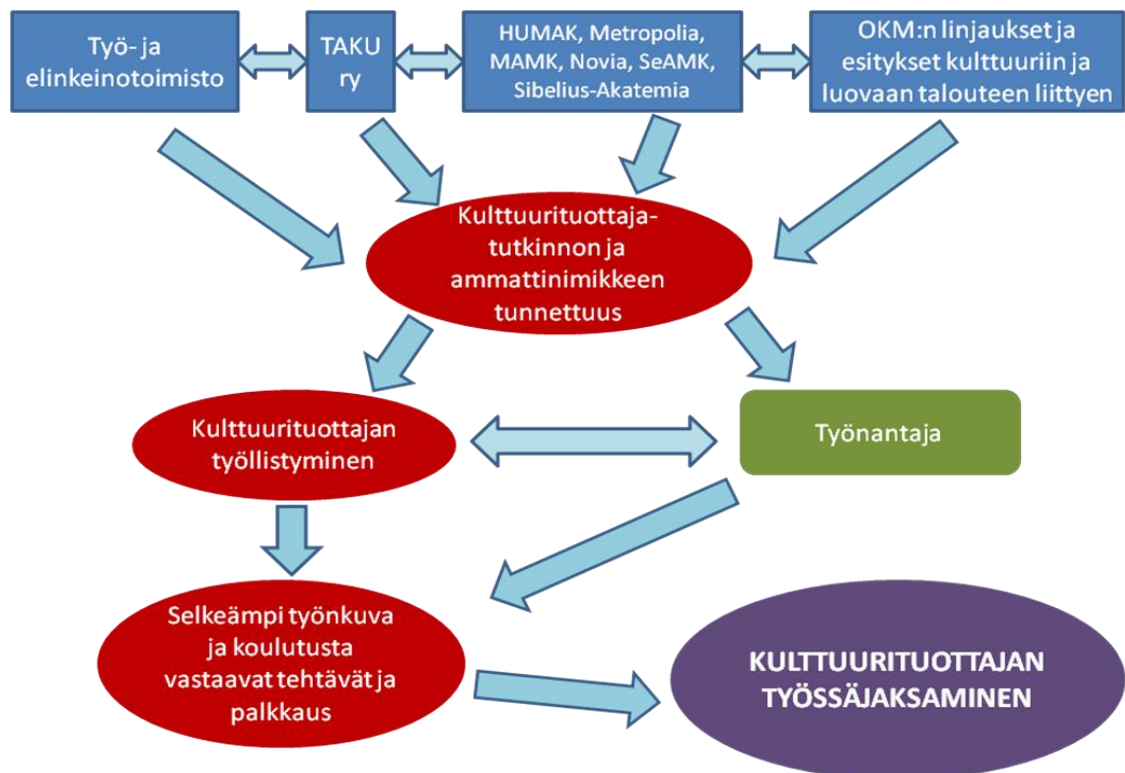 Työ- ja
elinkeinotoimisto
TAKU
ry
HUMAK, Metropolia,
MAMK, Novia, SeAMK,
Sibelius-Akatemia
OKM:n linjaukset ja
esitykset kulttuuriin ja
luovaan talouteen liittyen
Kulttuurituottaja-
tutkinnon ja
ammattinimikkeen
tunnettuus
Kulttuurituottajan
työllistyminen
Työnantaja
Selkeämpi työnkuva
ja koulutusta
vastaavat tehtävät ja
palkkaus
KULTTUURITUOTTAJAN
TYÖSSÄJAKSAMINEN